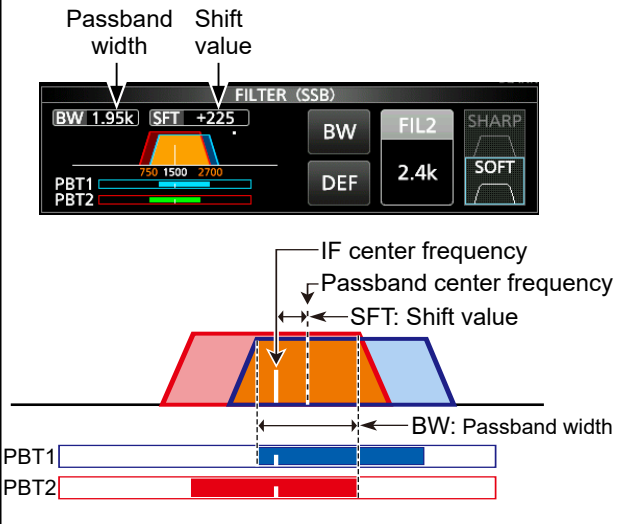 Passband width
Shift value
FILTER (SSB)
BW 1.95k SFT +225
BW
FIL2
2.4k
SHARP
SOFT
DEF
750 1500 2700
PBT1
PBT2
IF center frequency
Passband center frequency
SFT: Shift value
BW: Passband width
PBT1
PBT2